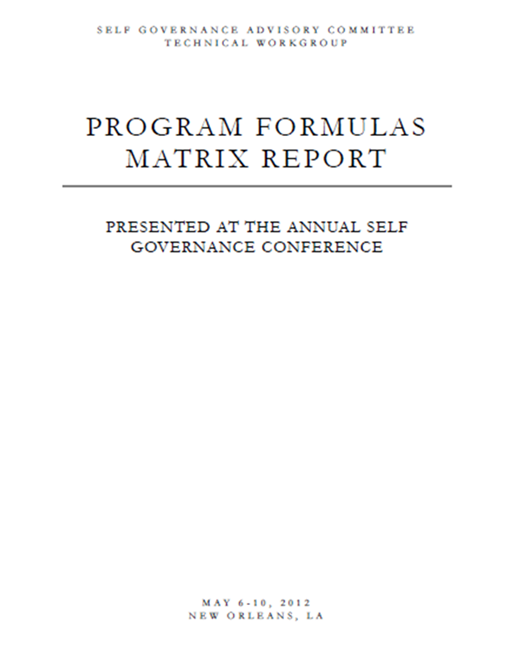 SELF GOVERNANCE ADVISORY COMMITTEE
TECHNICAL WORKGROUP
PROGRAM FORMULAS
MATRIX REPORT
PRESENTED AT THE ANNUAL SELF
GOVERNANCE CONFERENCE
MAY 6-10, 2012
NEW ORLEANS, LA